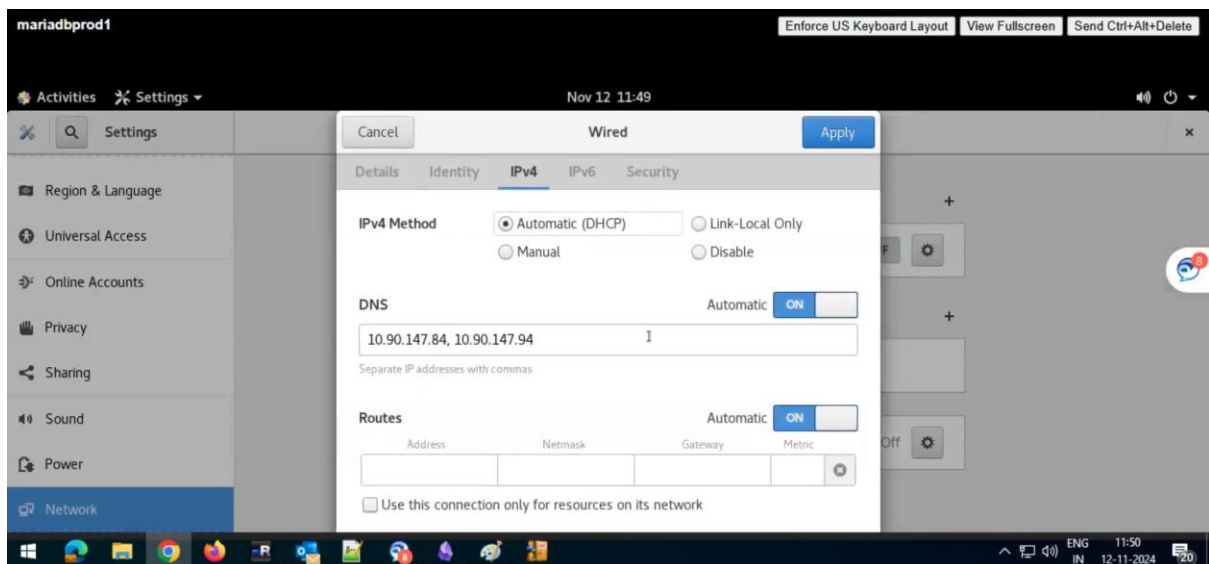 mariadbprod1
Enforce US Keyboard Layout View Fullscreen Send Ctrl+Alt+Delete
Activities Settings Nov 12 11:49
Settings Cancel Wired Apply
Details Identity IPv4 IPv6 Security
Region & Language
IPv4 Method Automatic (DHCP) Link-Local Only
Universal Access
Manual Disable
Online Accounts
DNS Automatic ON
Privacy
10.90.147.84, 10.90.147.94
Sharing
Separate IP addresses with commas
Sound
Routes Automatic ON
Address Netmask Gateway Metric
Off
Power
Use this connection only for resources on its network
Network
ENG 11:50
IN 12-11-2024 20
8